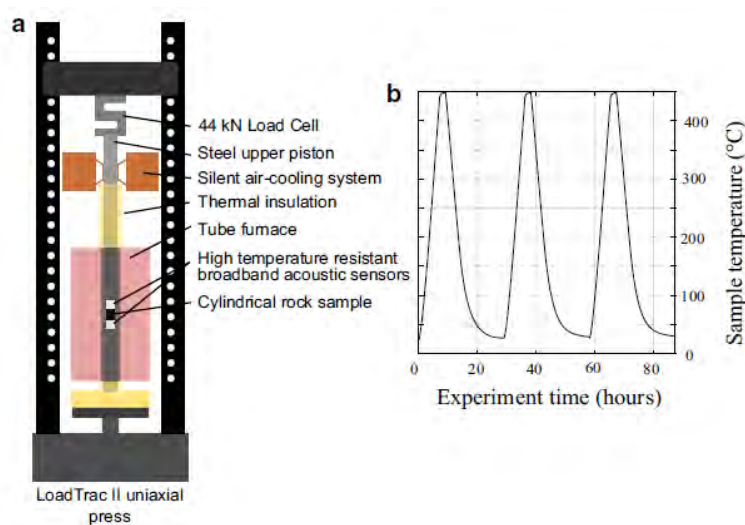 a
44 kN Load Cell
Steel upper piston
Silent air-cooling system
Thermal insulation
Tube furnace
High temperature resistant
broadband acoustic sensors
Cylindrical rock sample
LoadTrac II uniaxial
press
b
400
300
200
100
0
Sample temperature (°C)
0 20 40 60 80
Experiment time (hours)